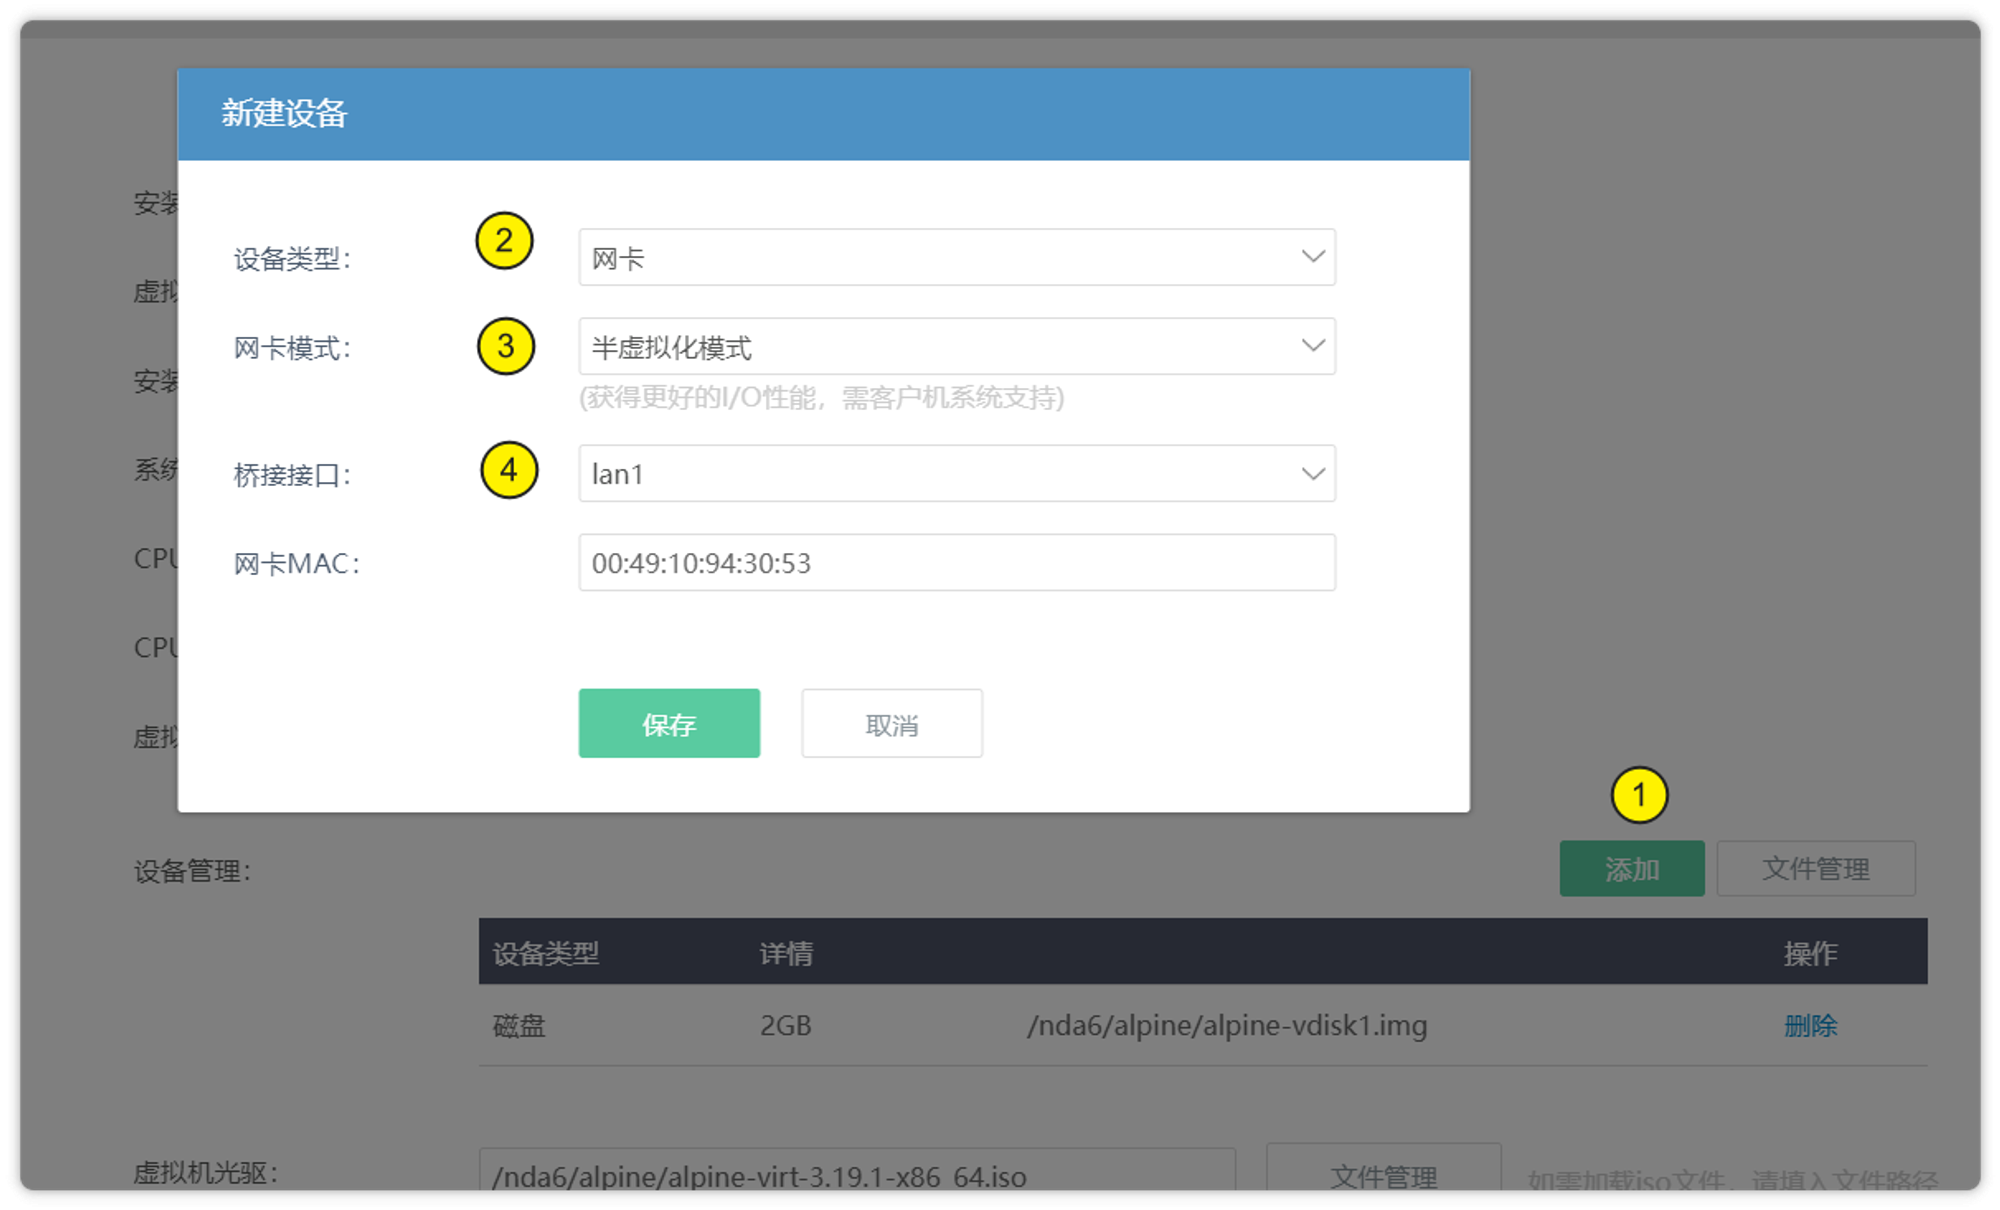 新建设备
安装
设备类型：
2
网卡
虚拟
网卡模式：
3
半虚拟化模式
(获得更好的I/O性能，需客户机系统支持)
安装
系统
桥接接口：
4
lan1
CPU
网卡MAC：
00:49:10:94:30:53
CPU
虚拟
保存
取消
1
设备管理：
添加
文件管理
设备类型 详情 操作
磁盘 2GB /nda6/alpine/alpine-vdisk1.img 删除
虚拟机光驱：
/nda6/alpine/alpine-virt-3.19.1-x86_64.iso
文件管理
如需加载iso文件，请填入文件路径